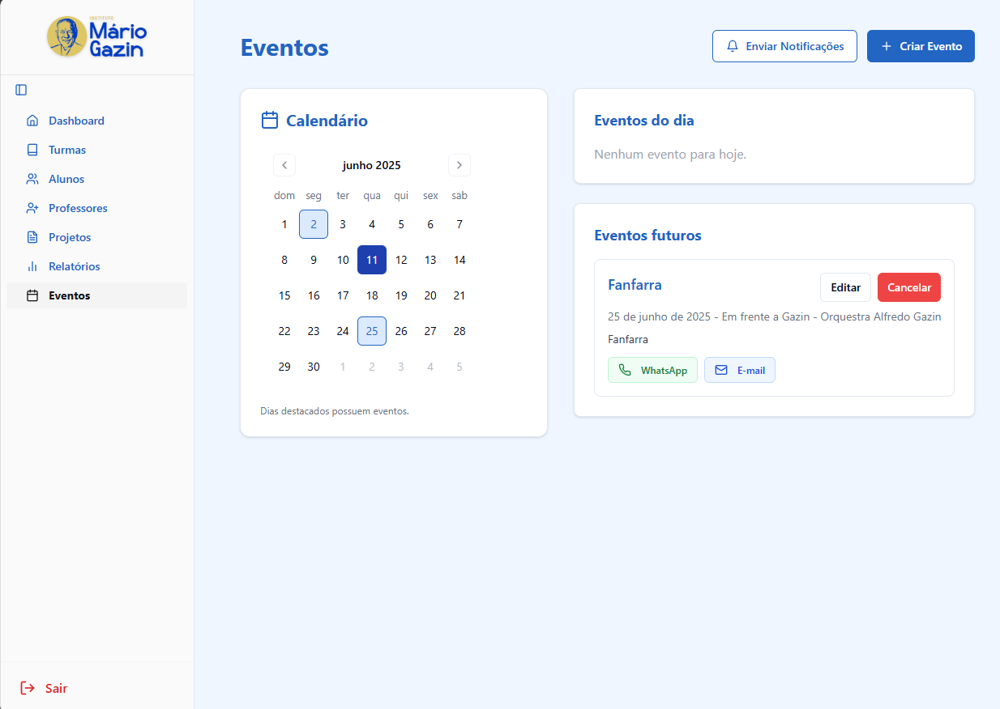 INSTITUTO
Mário
Gazin
Dashboard
Turmas
Alunos
Professores
Projetos
Relatórios
Eventos
Sair
Eventos
Enviar Notificações
Criar Evento
Calendário
junho 2025
dom seg ter qua qui sex sab
1 2 3 4 5 6 7
8 9 10 11 12 13 14
15 16 17 18 19 20 21
22 23 24 25 26 27 28
29 30 1 2 3 4 5
Dias destacados possuem eventos.
Eventos do dia
Nenhum evento para hoje.
Eventos futuros
Fanfarra
Editar
Cancelar
25 de junho de 2025 - Em frente a Gazin - Orquestra Alfredo Gazin
Fanfarra
WhatsApp
E-mail